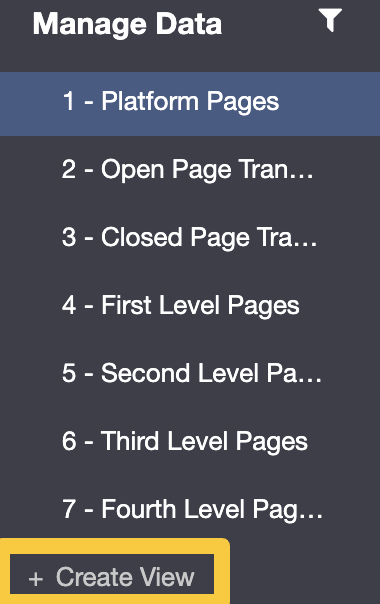 Manage Data
1 - Platform Pages
2 - Open Page Tran...
3 - Closed Page Tra...
4 - First Level Pages
5 - Second Level Pa...
6 - Third Level Pages
7 - Fourth Level Pag...
+ Create View